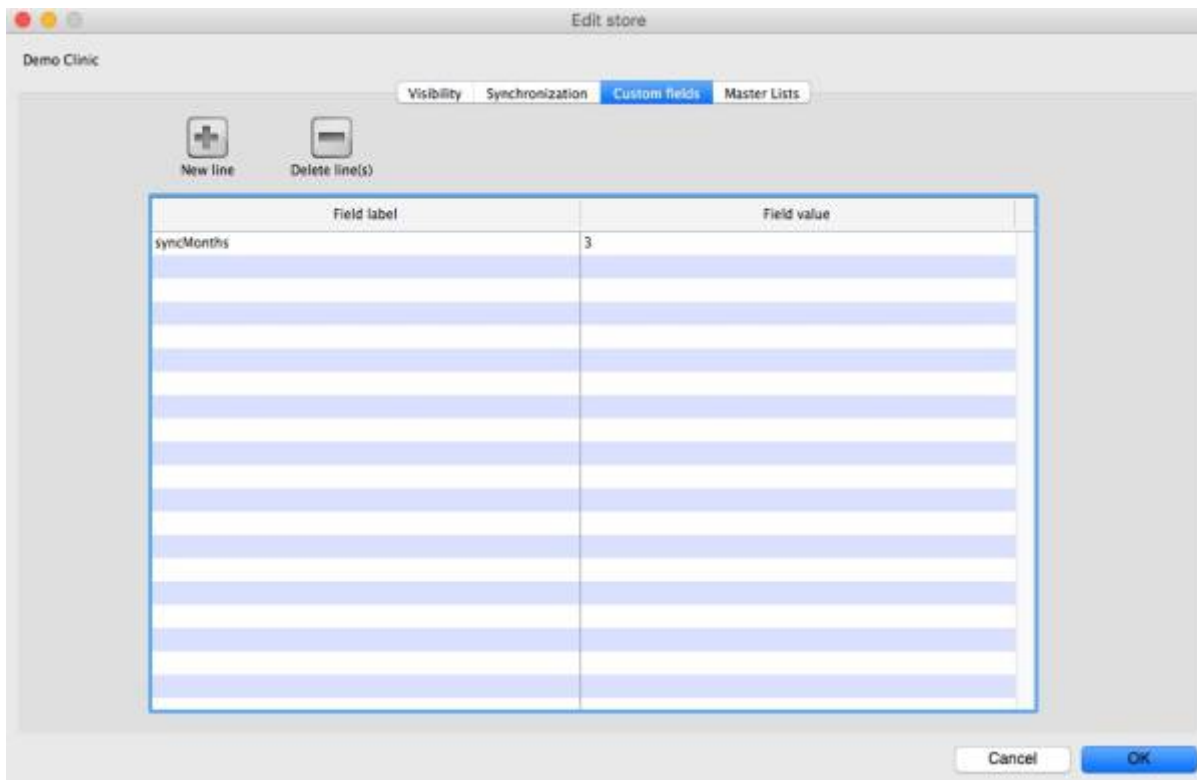 Edit store
Demo Clinic
Visibility Synchronization Custom fields Master Lists
New line Delete line(s)
Field label Field value
syncMonths 3
Cancel OK